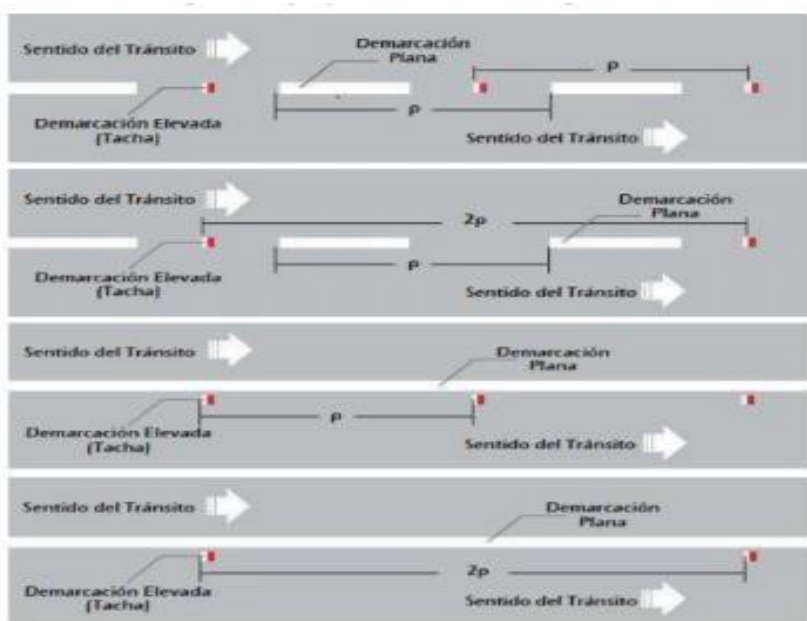 Sentido del Tránsito
Demarcación
Plana
P
Demarcación Elevada
(Tacha)
P
Sentido del Tránsito
Sentido del Tránsito
Demarcación
Plana
2p
Demarcación Elevada
(Tacha)
P
Sentido del Tránsito
Sentido del Tránsito
Demarcación
Plana
Demarcación Elevada
(Tacha)
P
Sentido del Tránsito
Sentido del Tránsito
Demarcación
Plana
Demarcación Elevada
(Tacha)
2p
Sentido del Tránsito